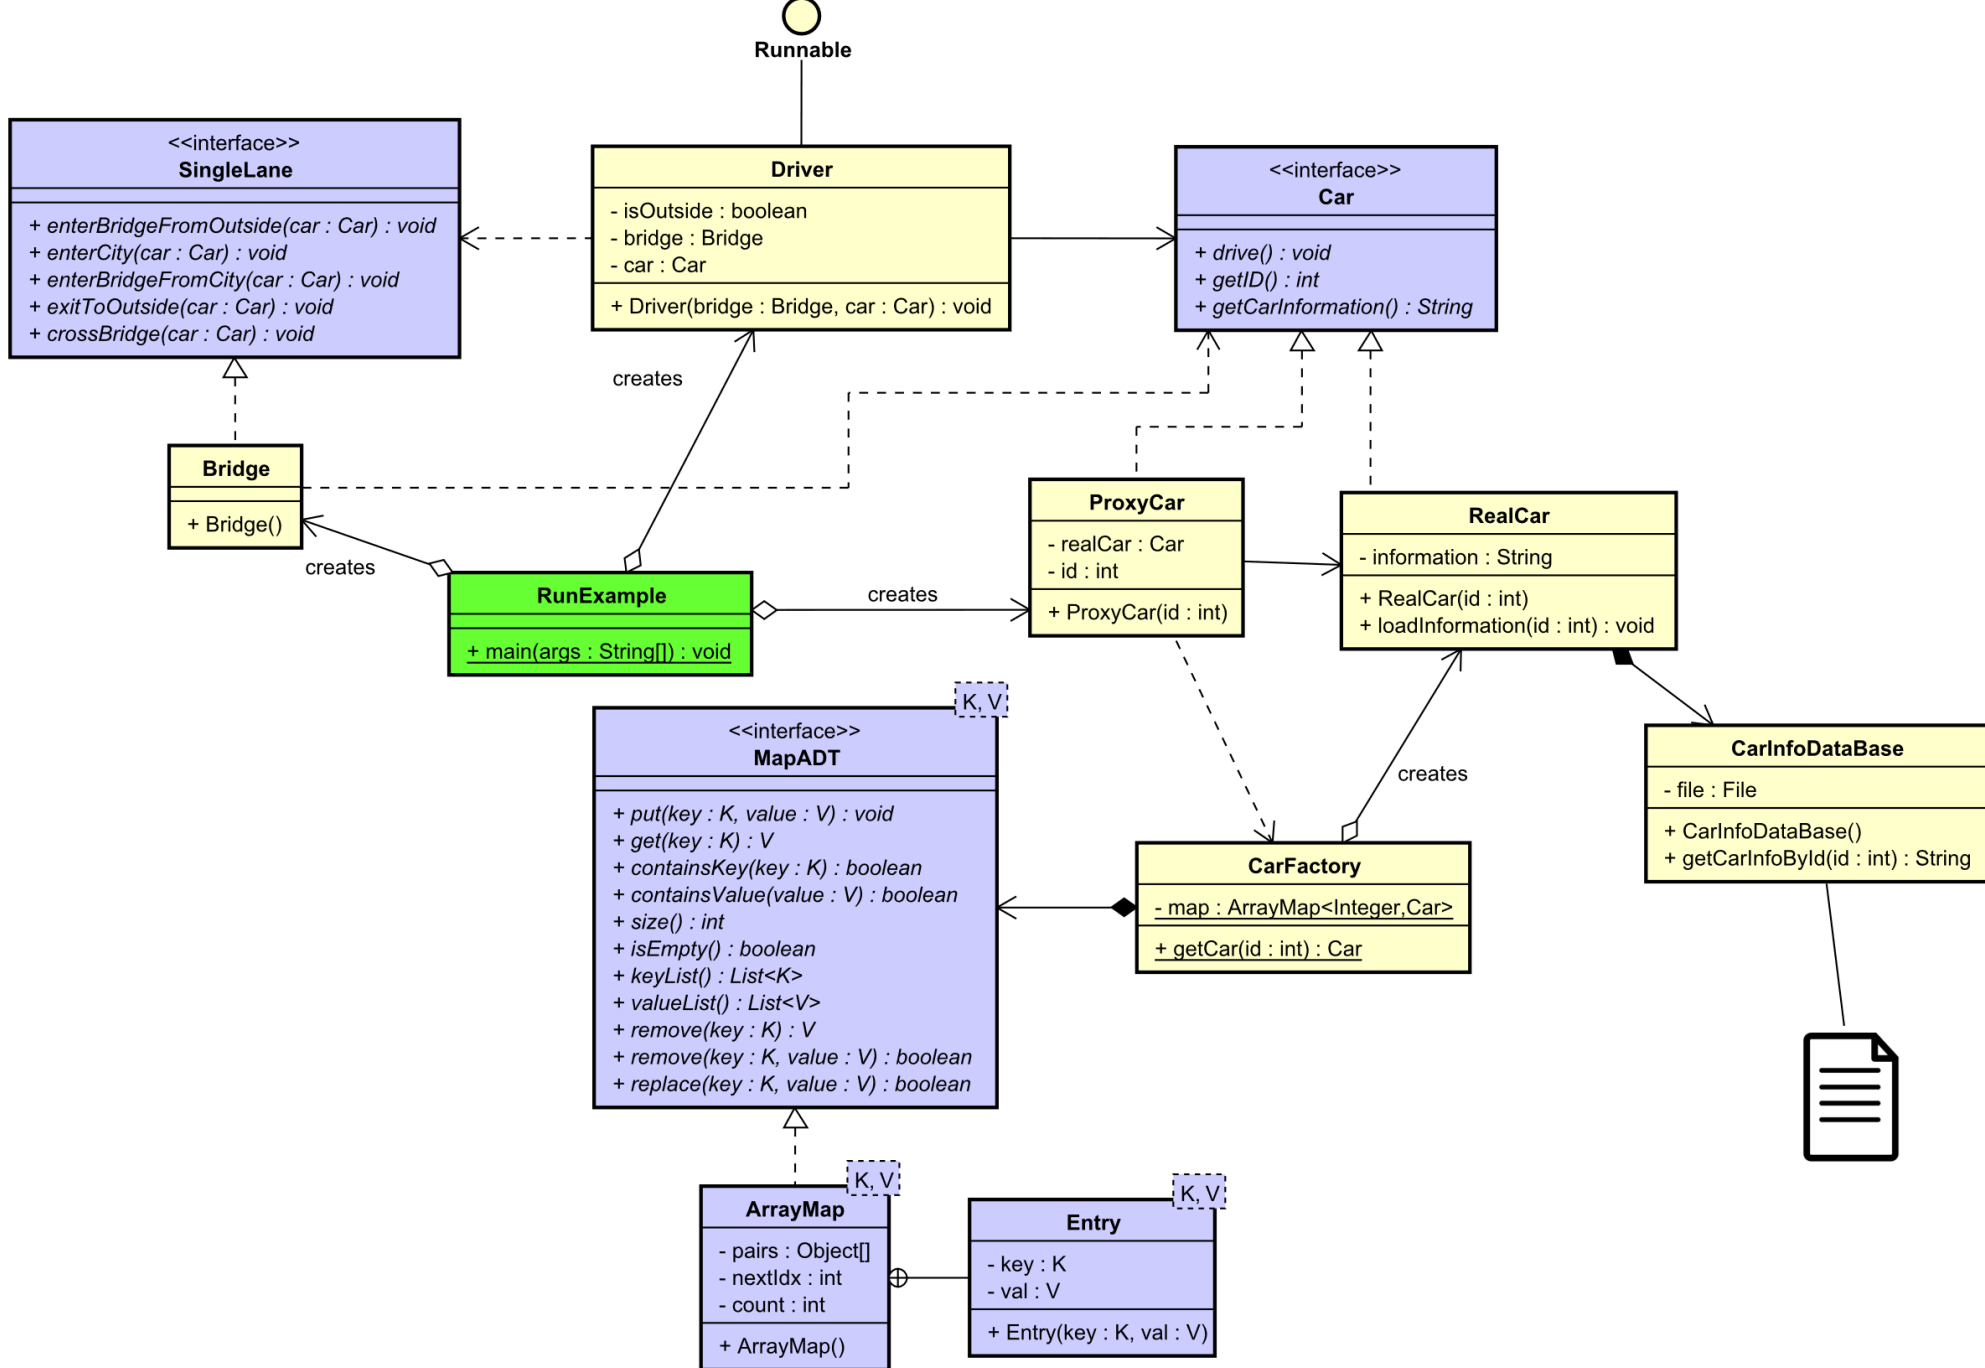 Runnable
<<interface>>
SingleLane
+ enterBridgeFromOutside(car : Car) : void
+ enterCity(car : Car) : void
+ enterBridgeFromCity(car : Car) : void
+ exitToOutside(car : Car) : void
+ crossBridge(car : Car) : void
Driver
- isOutside : boolean
- bridge : Bridge
- car : Car
+ Driver(bridge : Bridge, car : Car) : void
<<interface>>
Car
+ drive() : void
+ getID() : int
+ getCarInformation() : String
creates
Bridge
+ Bridge()
creates
RunExample
+ main(args : String[]) : void
creates
ProxyCar
- realCar : Car
- id : int
+ ProxyCar(id : int)
RealCar
- information : String
+ RealCar(id : int)
+ loadInformation(id : int) : void
K, V
<<interface>>
MapADT
+ put(key : K, value : V) : void
+ get(key : K) : V
+ containsKey(key : K) : boolean
+ containsValue(value : V) : boolean
+ size() : int
+ isEmpty() : boolean
+ keyList() : List<K>
+ valueList() : List<V>
+ remove(key : K) : V
+ remove(key : K, value : V) : boolean
+ replace(key : K, value : V) : boolean
creates
CarInfoDataBase
- file : File
+ CarInfoDataBase()
+ getCarInfoById(id : int) : String
CarFactory
- map : ArrayMap<Integer,Car>
+ getCar(id : int) : Car
K, V
ArrayMap
- pairs : Object[]
- nextIdx : int
- count : int
+ ArrayMap()
K, V
Entry
- key : K
- val : V
+ Entry(key : K, val : V)